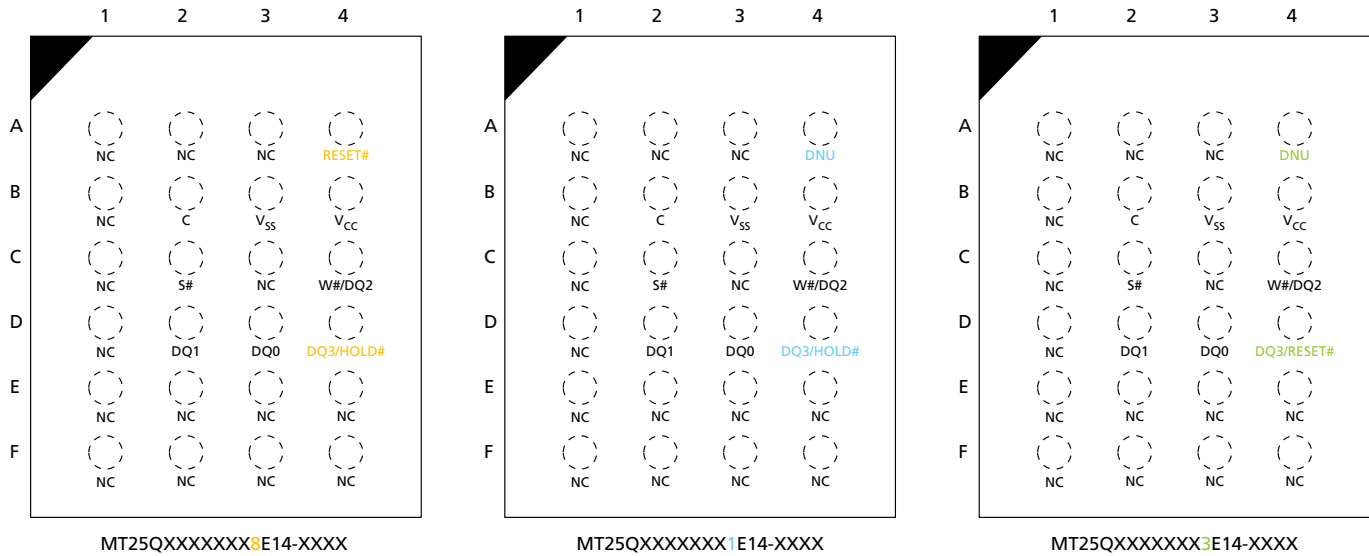 1 2 3 4 1 2 3 4 1 2 3 4
A A A
NC NC NC RESET# NC NC NC DNU NC NC NC DNU
B B B
NC C VSS VCC NC C VSS VCC NC C VSS VCC
C C C
NC S# NC W#/DQ2 NC S# NC W#/DQ2 NC S# NC W#/DQ2
D D D
NC DQ1 DQ0 DQ3/HOLD# NC DQ1 DQ0 DQ3/HOLD# NC DQ1 DQ0 DQ3/RESET#
E E E
NC NC NC NC NC NC NC NC NC NC NC NC
F F F
NC NC NC NC NC NC NC NC NC NC NC NC
MT25QXXXXXXX8E14-XXXX MT25QXXXXXXX1E14-XXXX MT25QXXXXXXX3E14-XXXX